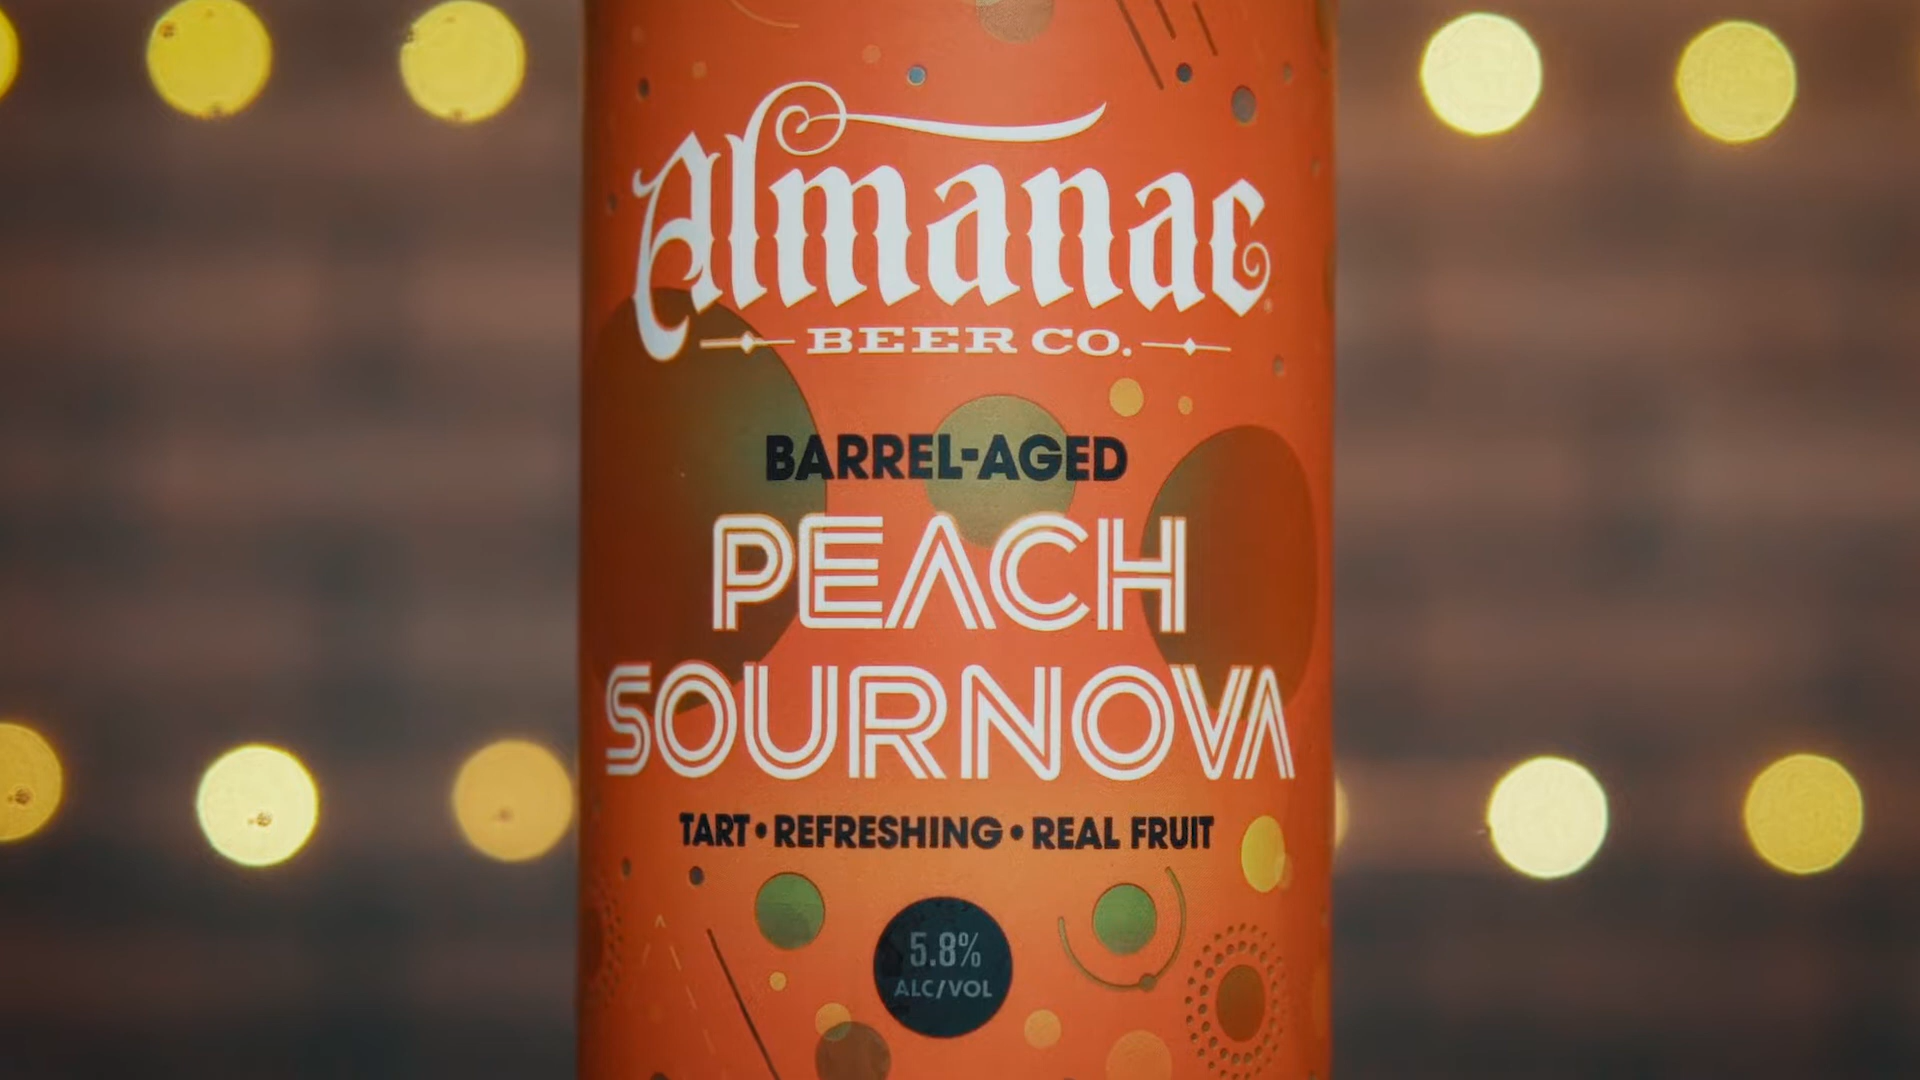 Almanac
BEER CO.
BARREL-AGED
PEACH
SOURNOVA
TART • REFRESHING • REAL FRUIT
5.8%
ALC/VOL